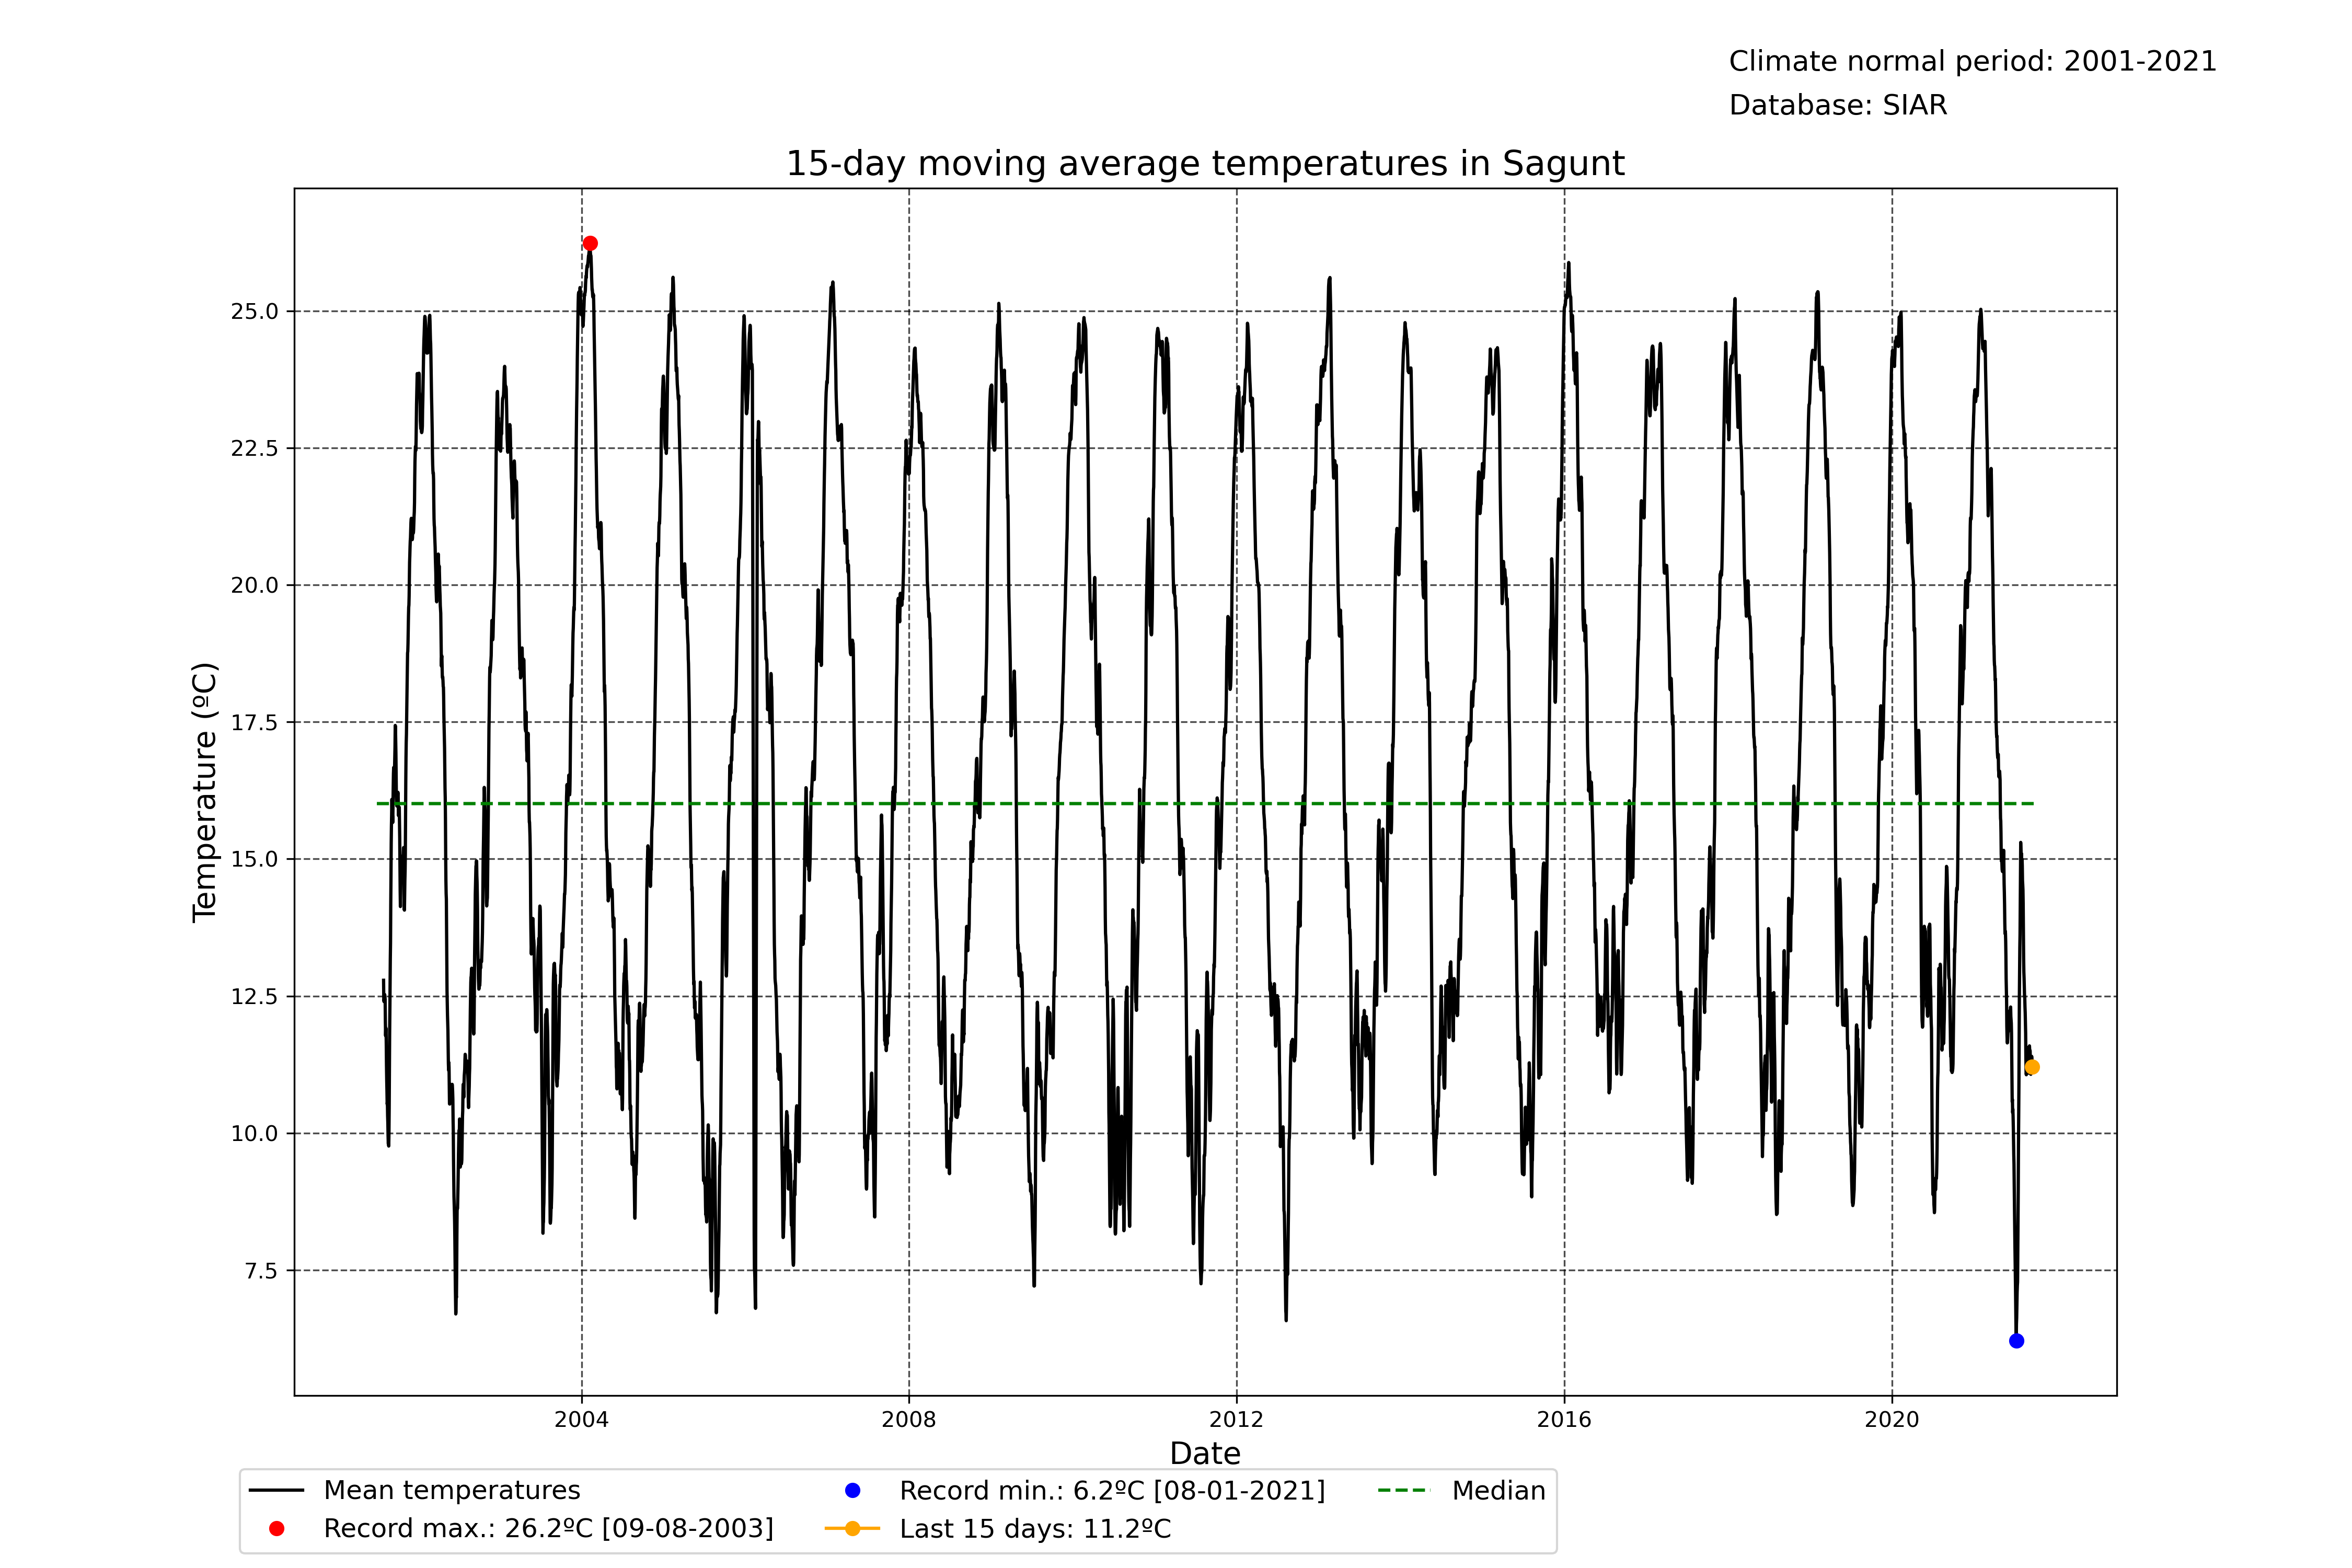 Climate normal period: 2001-2021
Database: SIAR
15-day moving average temperatures in Sagunt
25.0
22.5
20.0
17.5
15.0
12.5
10.0
7.5
Temperature (ºC)
2004 2008 2012 2016 2020
Date
Mean temperatures
Record max.: 26.2ºC [09-08-2003]
Record min.: 6.2ºC [08-01-2021]
Last 15 days: 11.2ºC
Median